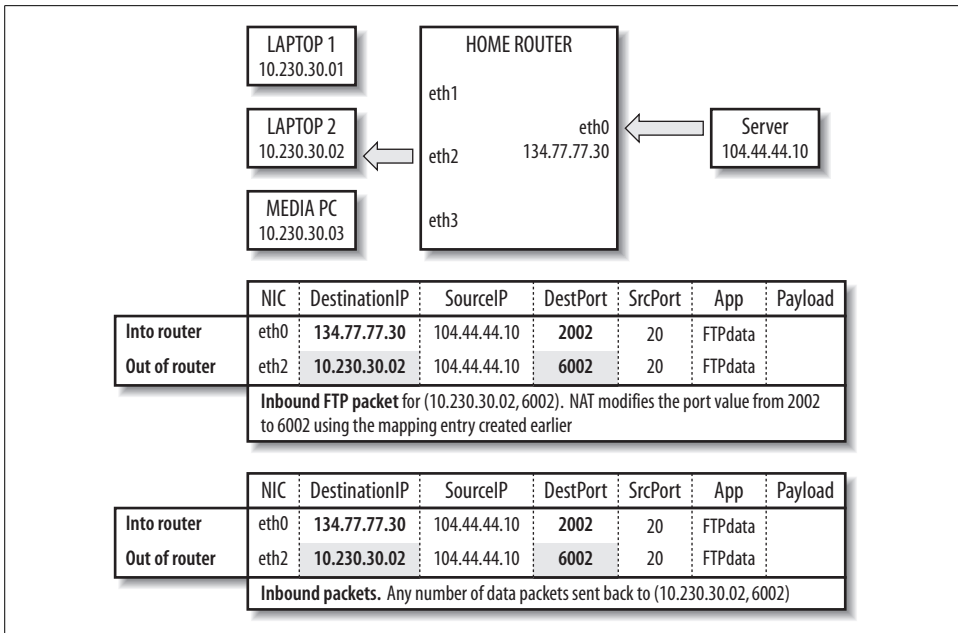 LAPTOP 1
10.230.30.01
LAPTOP 2
10.230.30.02
MEDIA PC
10.230.30.03
HOME ROUTER
eth1
eth0
134.77.77.30
eth2
eth3
Server
104.44.44.10
NIC DestinationIP SourceIP DestPort SrcPort App Payload
Into router eth0 134.77.77.30 104.44.44.10 2002 20 FTPdata
Out of router eth2 10.230.30.02 104.44.44.10 6002 20 FTPdata
Inbound FTP packet for (10.230.30.02, 6002). NAT modifies the port value from 2002
to 6002 using the mapping entry created earlier
NIC DestinationIP SourceIP DestPort SrcPort App Payload
Into router eth0 134.77.77.30 104.44.44.10 2002 20 FTPdata
Out of router eth2 10.230.30.02 104.44.44.10 6002 20 FTPdata
Inbound packets. Any number of data packets sent back to (10.230.30.02, 6002)